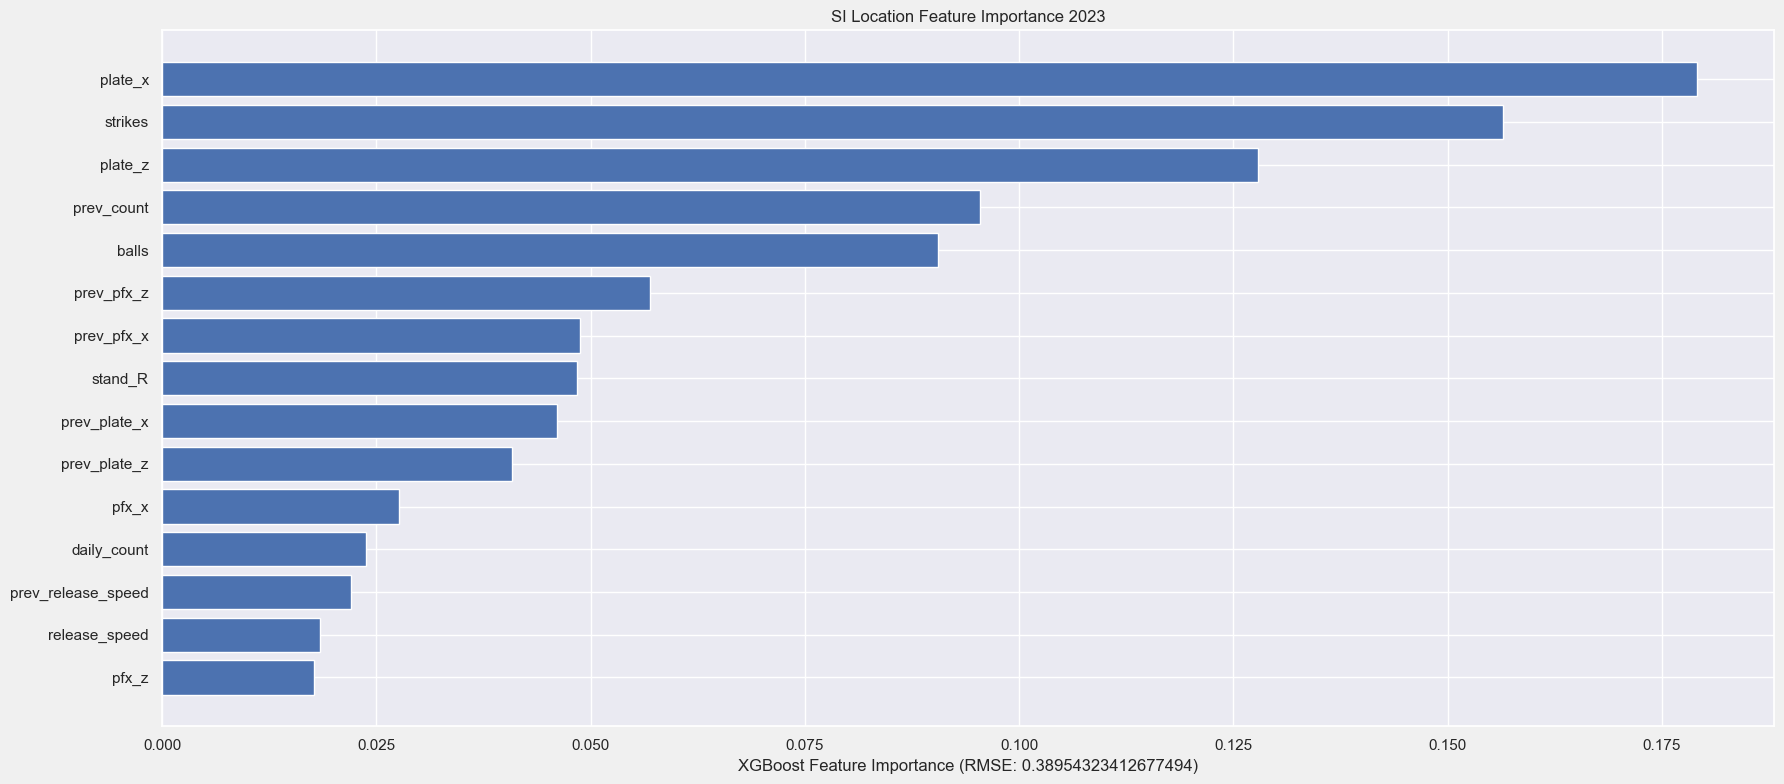 SI Location Feature Importance 2023
plate_x
strikes
plate_z
prev_count
balls
prev_pfx_z
prev_pfx_x
stand_R
prev_plate_x
prev_plate_z
pfx_x
daily_count
prev_release_speed
release_speed
pfx_z
0.000 0.025 0.050 0.075 0.100 0.125 0.150 0.175
XGBoost Feature Importance (RMSE: 0.38954323412677494)